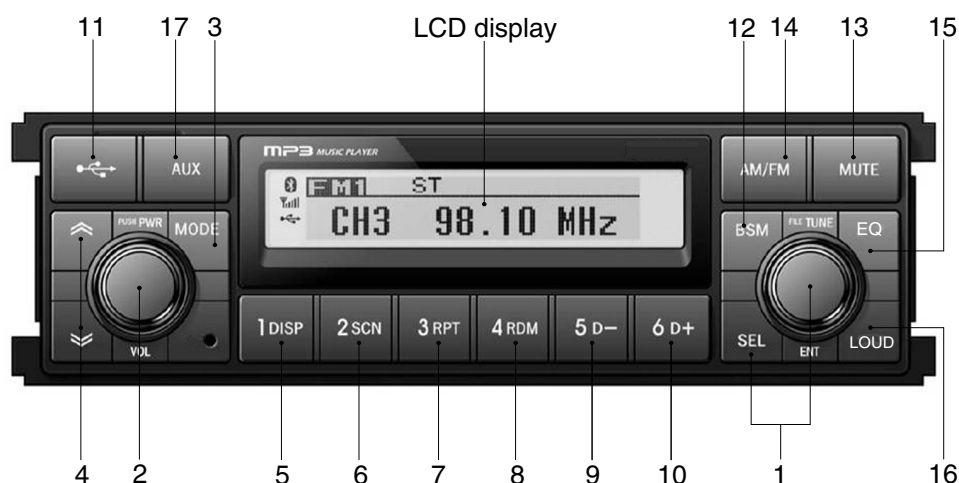 11 17 3 LCD display 12 14 13 15
MP3 MUSIC PLAYER
AUX
AM/FM MUTE
FM1 ST
CH3 98.10 MHz
PUSH PWR MODE
BSM FILE TUNE EQ
1 DISP 2 SCN 3 RPT 4 RDM 5 D− 6 D+
VOL
SEL ENT LOUD
4 2 5 6 7 8 9 10 1 16